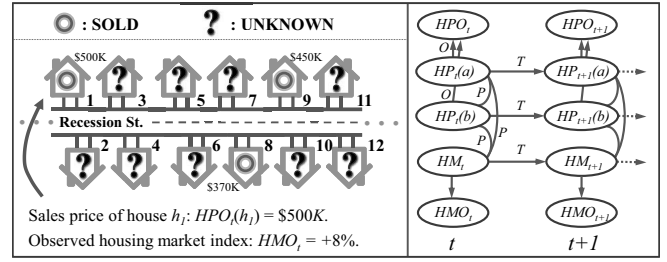 : SOLD ? : UNKNOWN
$500K $450K
? ? ? ? ?
1 3 5 7 9 11
Recession St.
2 4 6 8 10 12
? ? ? ? ?
$370K
Sales price of house h₁: HPOₜ(h₁) = $500K.
Observed housing market index: HMOₜ = +8%.
HPOₜ HPOₜ₊₁
O
HPₜ(a) T HPₜ₊₁(a)
O P
HPₜ(b) T HPₜ₊₁(b)
P P
HMₜ T HMₜ₊₁
HMOₜ HMOₜ₊₁
t t+1